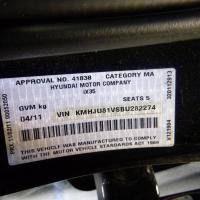 APPROVAL NO. 41838 CATEGORY MA
HYUNDAI MOTOR COMPANY
IX35
GVM kg SEATS 5
04/11 VIN KMHJU81VSBU282274
THIS VEHICLE WAS MANUFACTURED TO COMPLY
WITH THE MOTOR VEHICLE STANDARDS ACT 1989